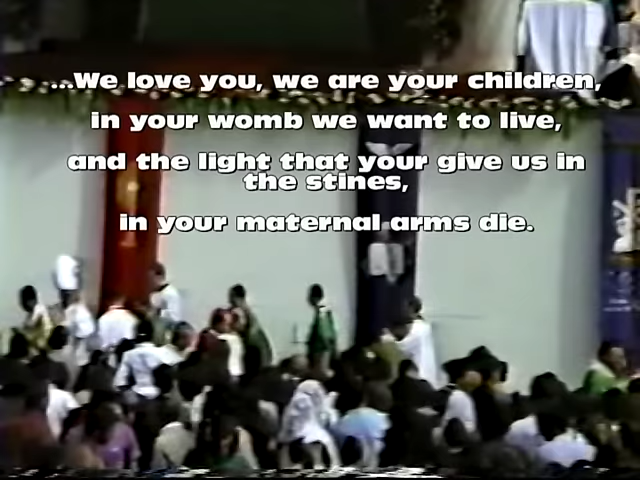 ...We love you, we are your children,
in your womb we want to live,
and the light that your give us in
the stines,
in your maternal arms die.